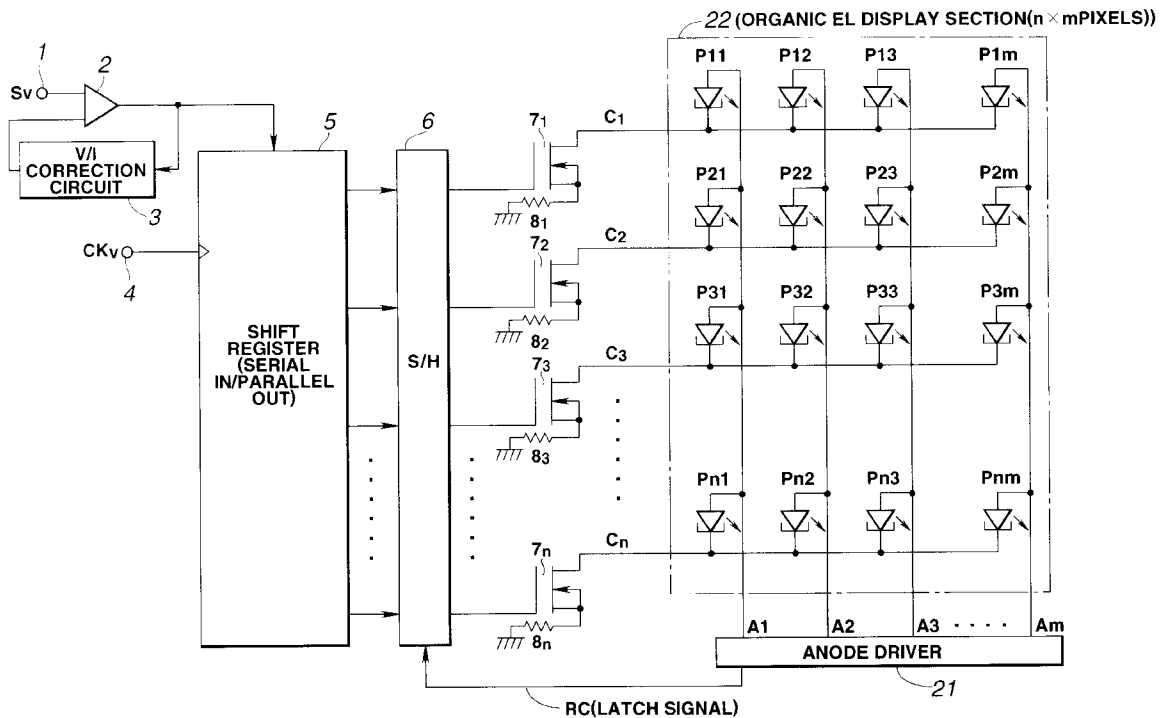 22 (ORGANIC EL DISPLAY SECTION(n×mPIXELS))
1
2
Sv
V/I
CORRECTION
CIRCUIT
3
CKv
4
5
6
SHIFT
REGISTER
(SERIAL
IN/PARALLEL
OUT)
S/H
7₁
8₁
7₂
8₂
7₃
8₃
7n
8n
C₁
C₂
C₃
Cn
P11 P12 P13 P1m
P21 P22 P23 P2m
P31 P32 P33 P3m
Pn1 Pn2 Pn3 Pnm
A1 A2 A3 ····· Am
ANODE DRIVER
21
RC(LATCH SIGNAL)